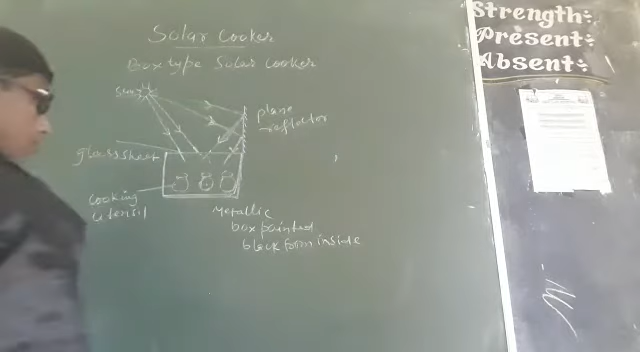 Solar Cooker
Box type Solar cooker
Sun
plane
reflector
glass sheet
cooking
utensil
Metallic
box painted
black form inside
Strength:
Present:
Absent: